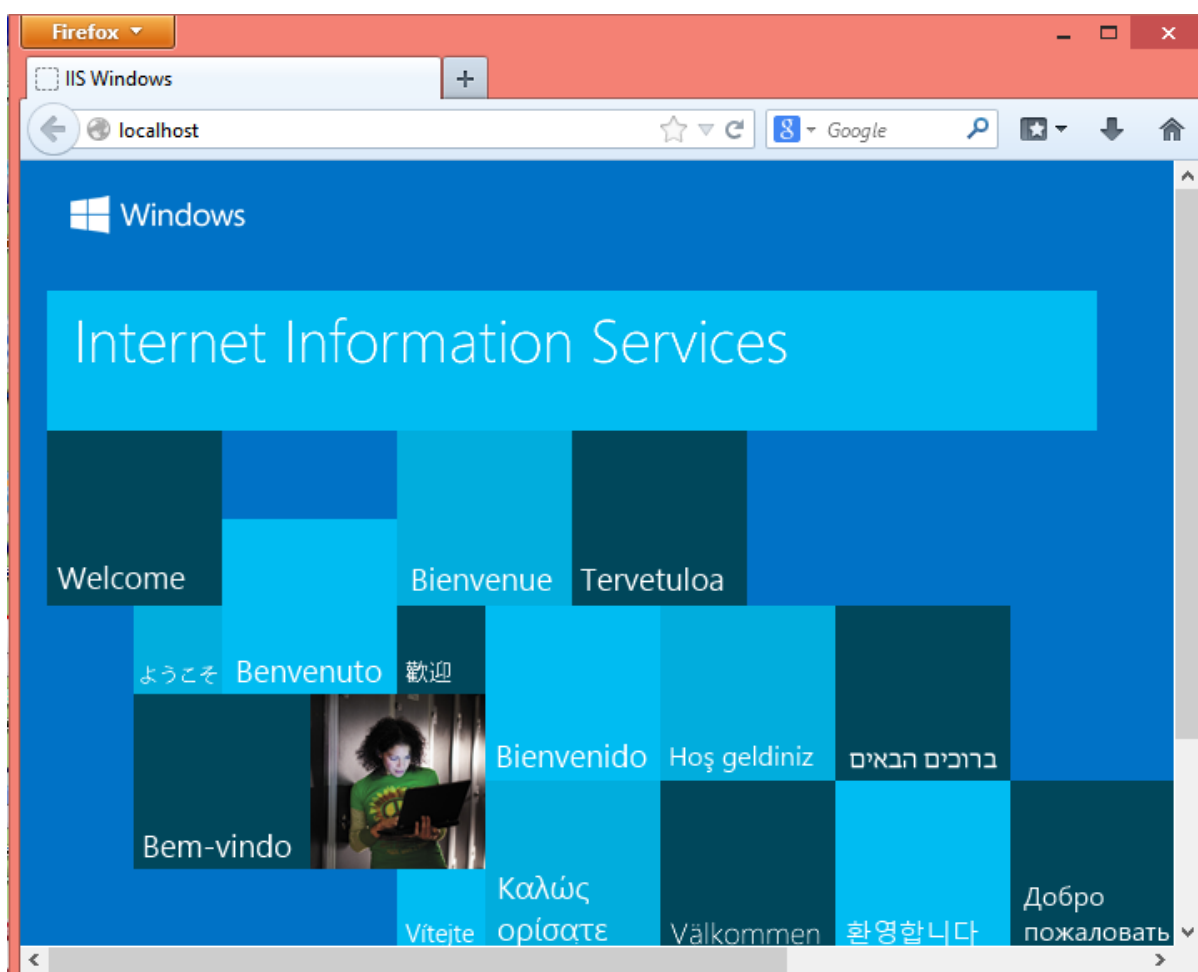 Firefox
IIS Windows
localhost
Google
Windows
Internet Information Services
Welcome
Bienvenue
Tervetuloa
ようこそ
Benvenuto
歡迎
Bienvenido
Hoş geldiniz
ברוכים הבאים
Bem-vindo
Vítejte
Καλώς
ορίσατε
Välkommen
환영합니다
Добро
пожаловать